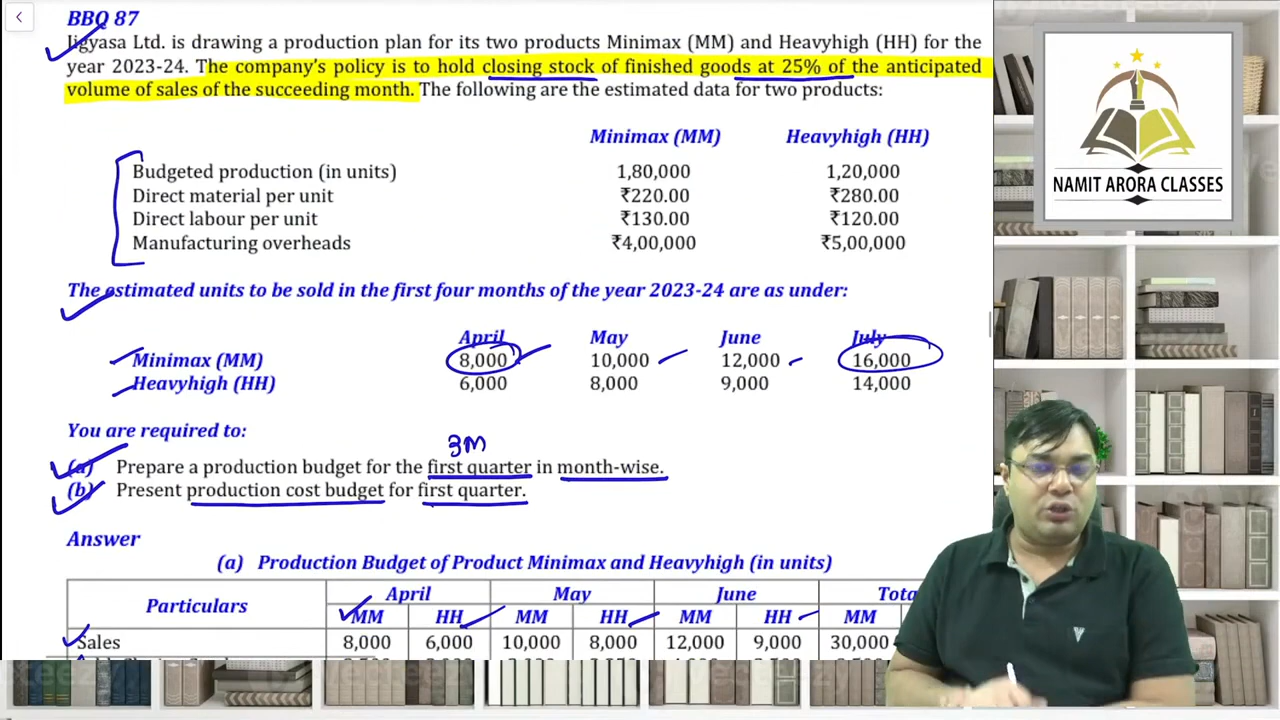 BBQ 87
Jigyasa Ltd. is drawing a production plan for its two products Minimax (MM) and Heavyhigh (HH) for the
year 2023-24. The company's policy is to hold closing stock of finished goods at 25% of the anticipated
volume of sales of the succeeding month. The following are the estimated data for two products:
Minimax (MM) Heavyhigh (HH)
Budgeted production (in units) 1,80,000 1,20,000
Direct material per unit ₹220.00 ₹280.00
Direct labour per unit ₹130.00 ₹120.00
Manufacturing overheads ₹4,00,000 ₹5,00,000
The estimated units to be sold in the first four months of the year 2023-24 are as under:
April May June July
Minimax (MM) 8,000 10,000 12,000 16,000
Heavyhigh (HH) 6,000 8,000 9,000 14,000
You are required to:
3M
(a) Prepare a production budget for the first quarter in month-wise.
(b) Present production cost budget for first quarter.
Answer
(a) Production Budget of Product Minimax and Heavyhigh (in units)
Particulars April May June
MM HH MM HH MM HH MM
Sales 8,000 6,000 10,000 8,000 12,000 9,000 30,000
NAMIT ARORA CLASSES